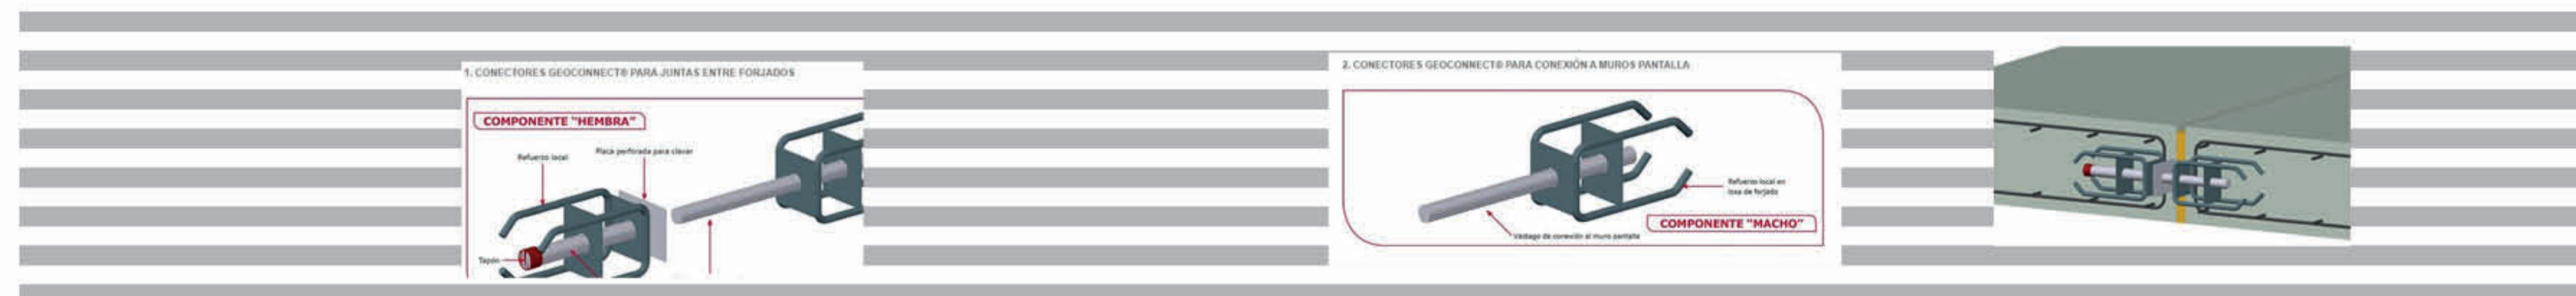 1. CONECTORES GEOCONNECT® PARA JUNTAS ENTRE FORJADOS
COMPONENTE "HEMBRA"
Refuerzo local
Placa perforada para clavar
Tapón
2. CONECTORES GEOCONNECT® PARA CONEXIÓN A MUROS PANTALLA
Refuerzo local en
losa de forjado
COMPONENTE "MACHO"
Vástago de conexión al muro pantalla